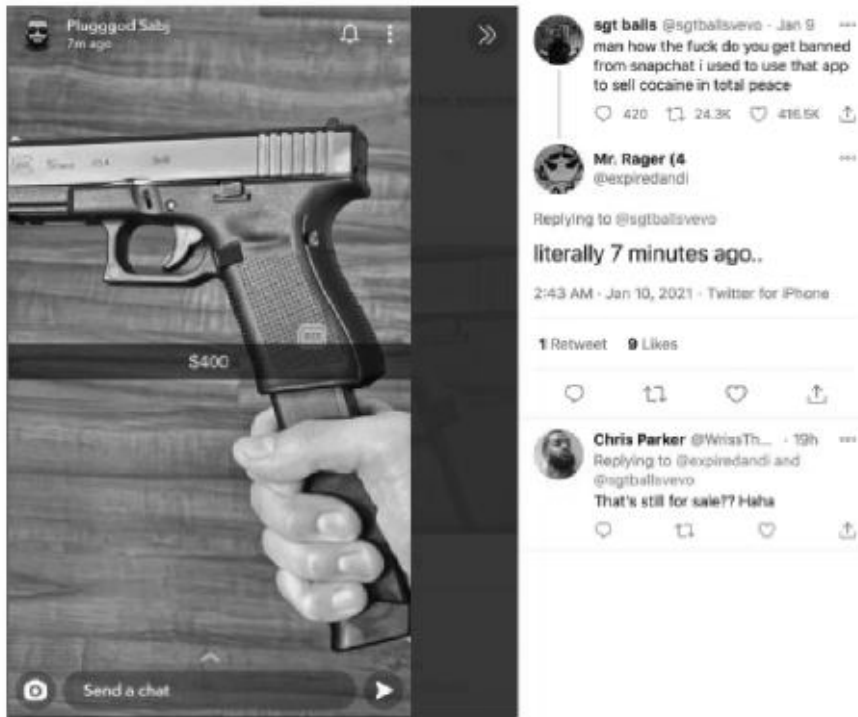 Plugggod Sabj
7m ago
$400
Send a chat
sgt balls @sgtballsvevo · Jan 9
man how the fuck do you get banned
from snapchat i used to use that app
to sell cocaine in total peace
420 24.3K 416.5K
Mr. Rager (4
@expiredandi
Replying to @sgtballsvevo
literally 7 minutes ago..
2:43 AM · Jan 10, 2021 · Twitter for iPhone
1 Retweet 9 Likes
Chris Parker @WrissTh... · 19h
Replying to @expiredandi and
@sgtballsvevo
That's still for sale?? Haha